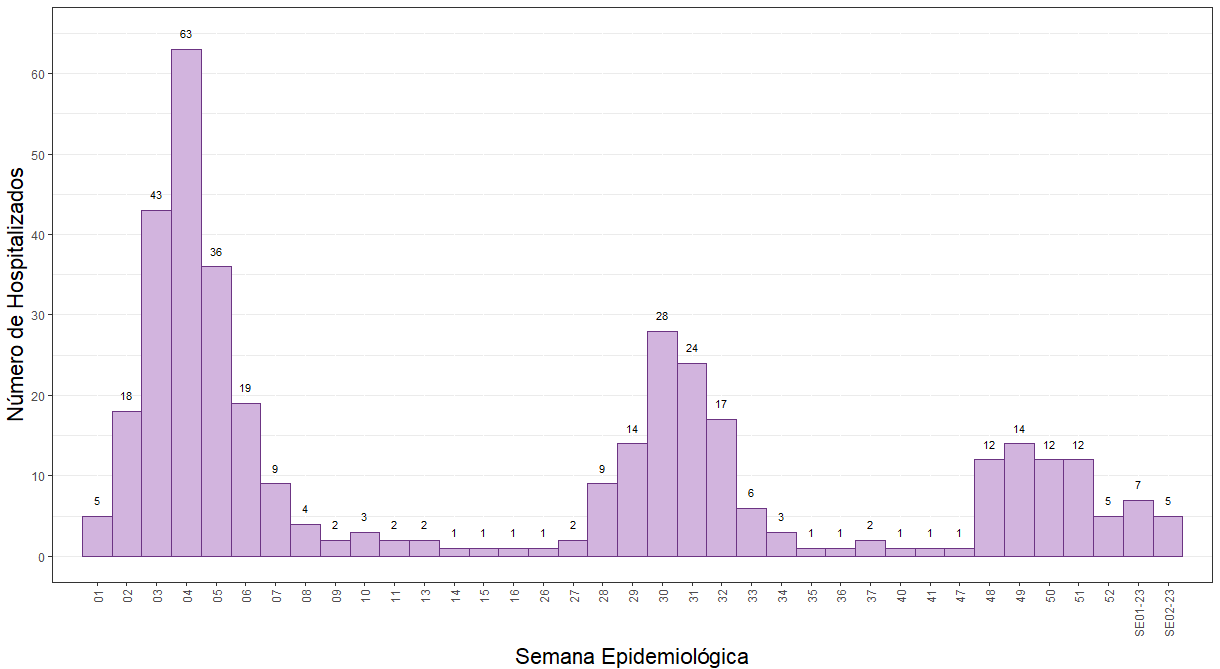 Número de Hospitalizados
60
50
40
30
20
10
0
5 18 43 63 36 19 9 4 2 3 2 2 1 1 1 1 2 9 14 28 24 17 6 3 1 1 2 1 1 1 12 14 12 12 5 7 5
01 02 03 04 05 06 07 08 09 10 11 13 14 15 16 26 27 28 29 30 31 32 33 34 35 36 37 40 41 47 48 49 50 51 52 SE01-23 SE02-23
Semana Epidemiológica